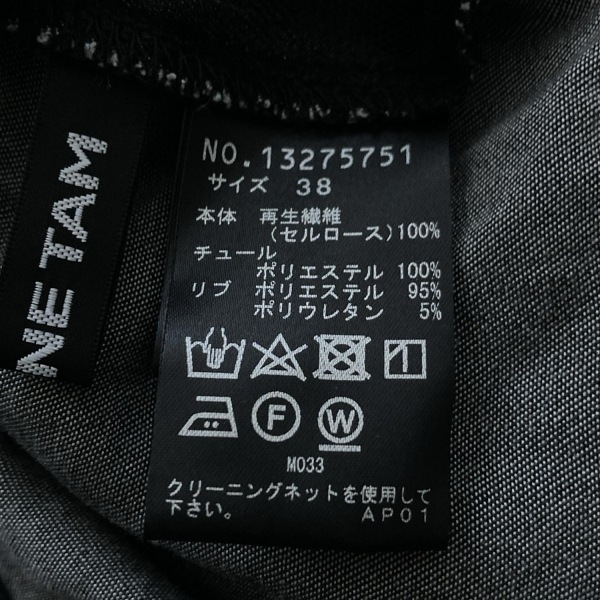 NE TAM
NO.13275751
サイズ 38
本体 再生繊維
(セルロース)100%
チュール
ポリエステル 100%
リブ ポリエステル 95%
ポリウレタン 5%
F W
M033
クリーニングネットを使用して
下さい。 AP01